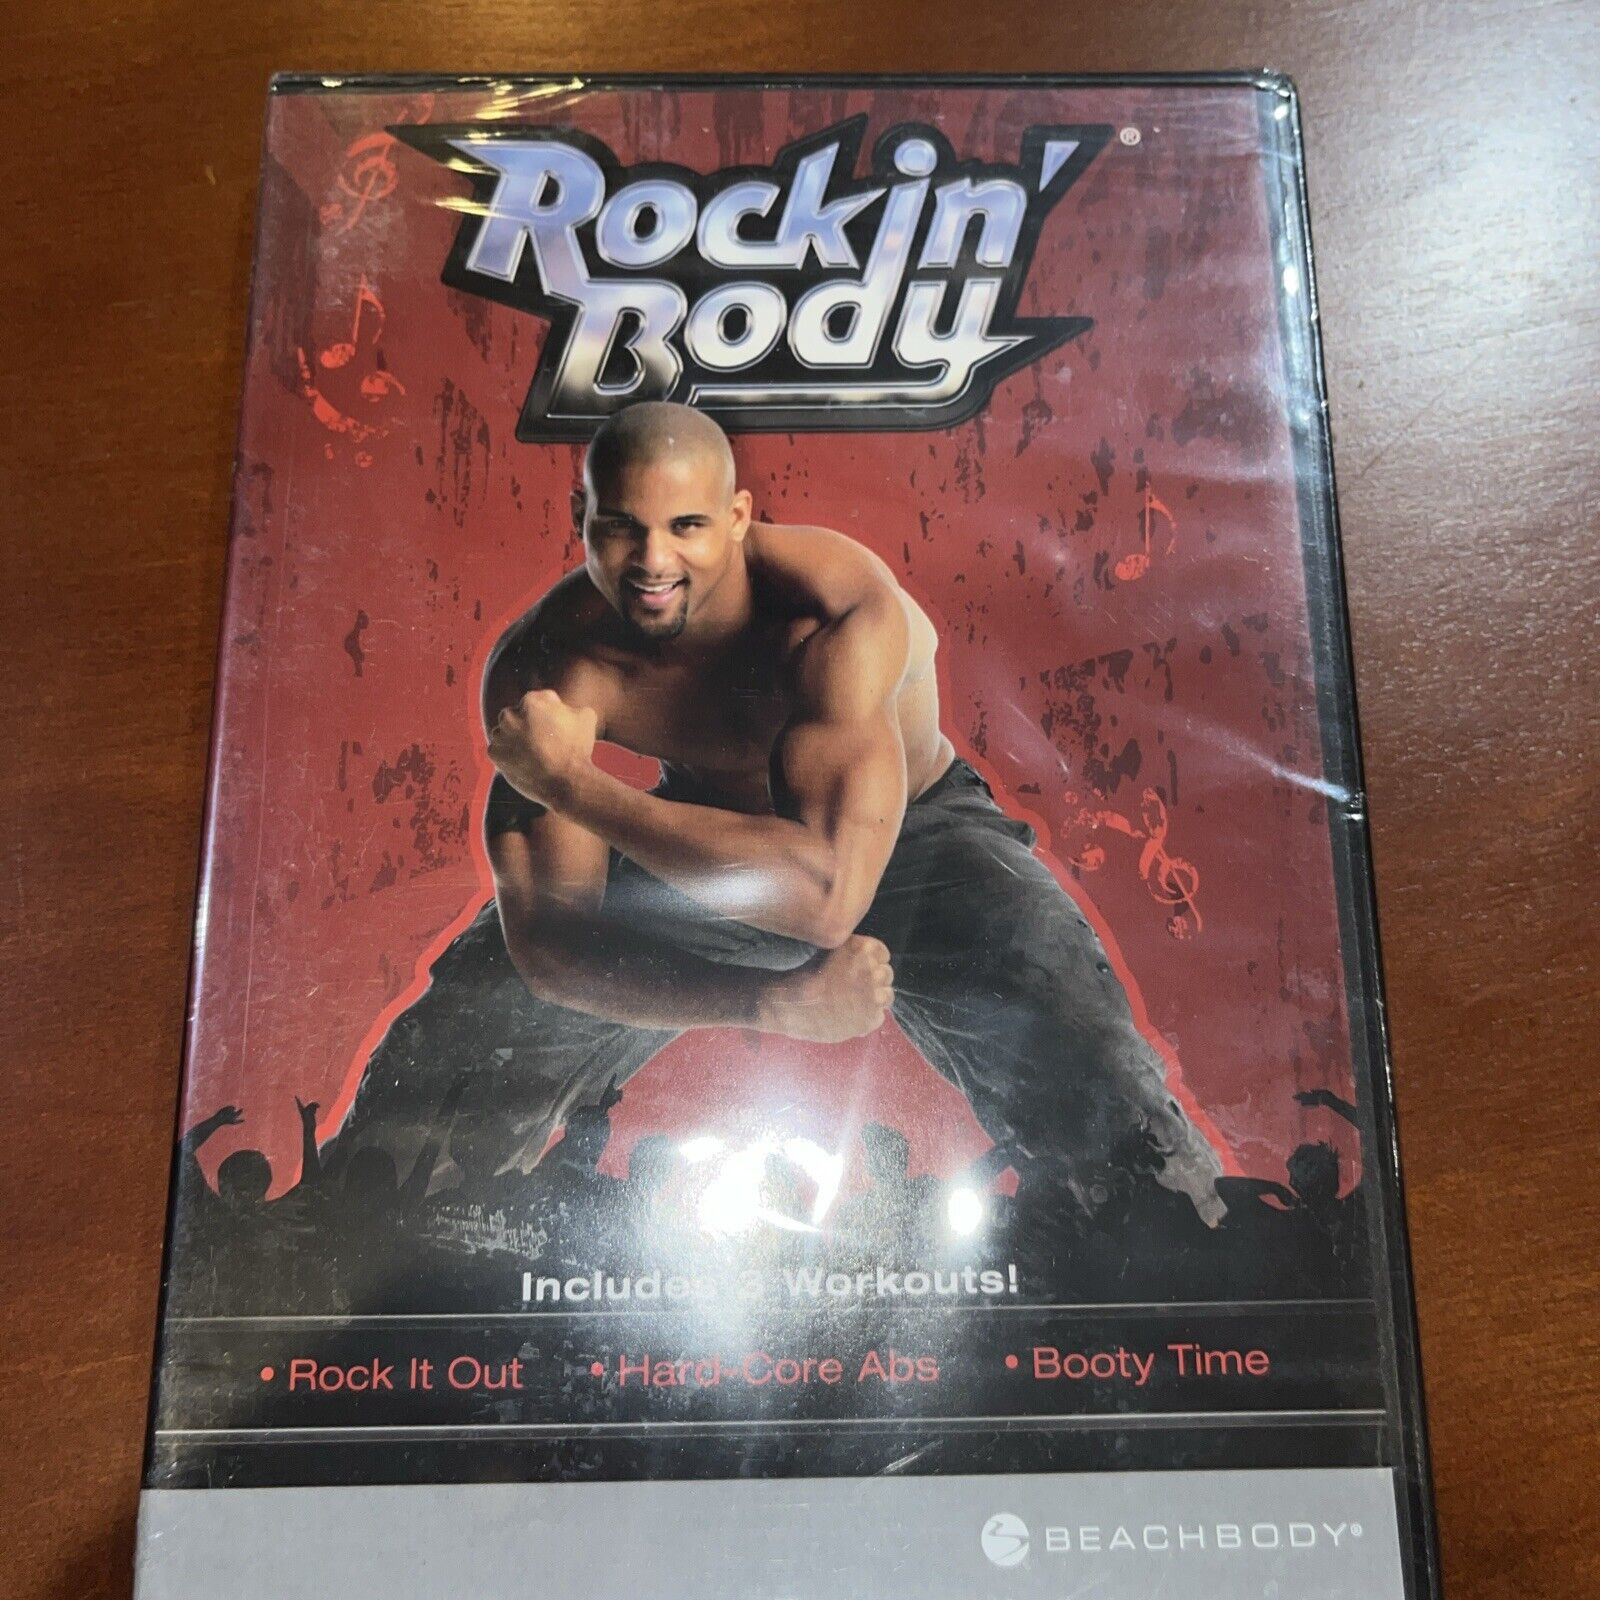 Rockin'
®
Body
Includes 3 Workouts!
• Rock It Out • Hard-Core Abs • Booty Time
BEACHBODY®